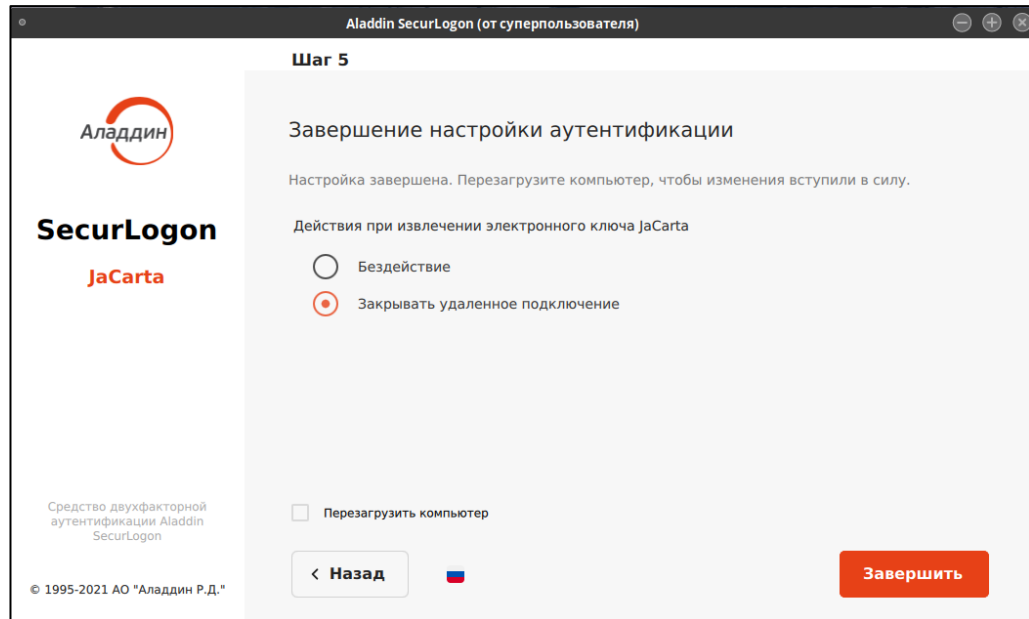 Aladdin SecurLogon (от суперпользователя)
Шаг 5
Аладдин
SecurLogon
JaCarta
Завершение настройки аутентификации
Настройка завершена. Перезагрузите компьютер, чтобы изменения вступили в силу.
Действия при извлечении электронного ключа JaCarta
Бездействие
Закрывать удаленное подключение
Средство двухфакторной
аутентификации Aladdin
SecurLogon
© 1995-2021 АО "Аладдин Р.Д."
Перезагрузить компьютер
Назад
Завершить